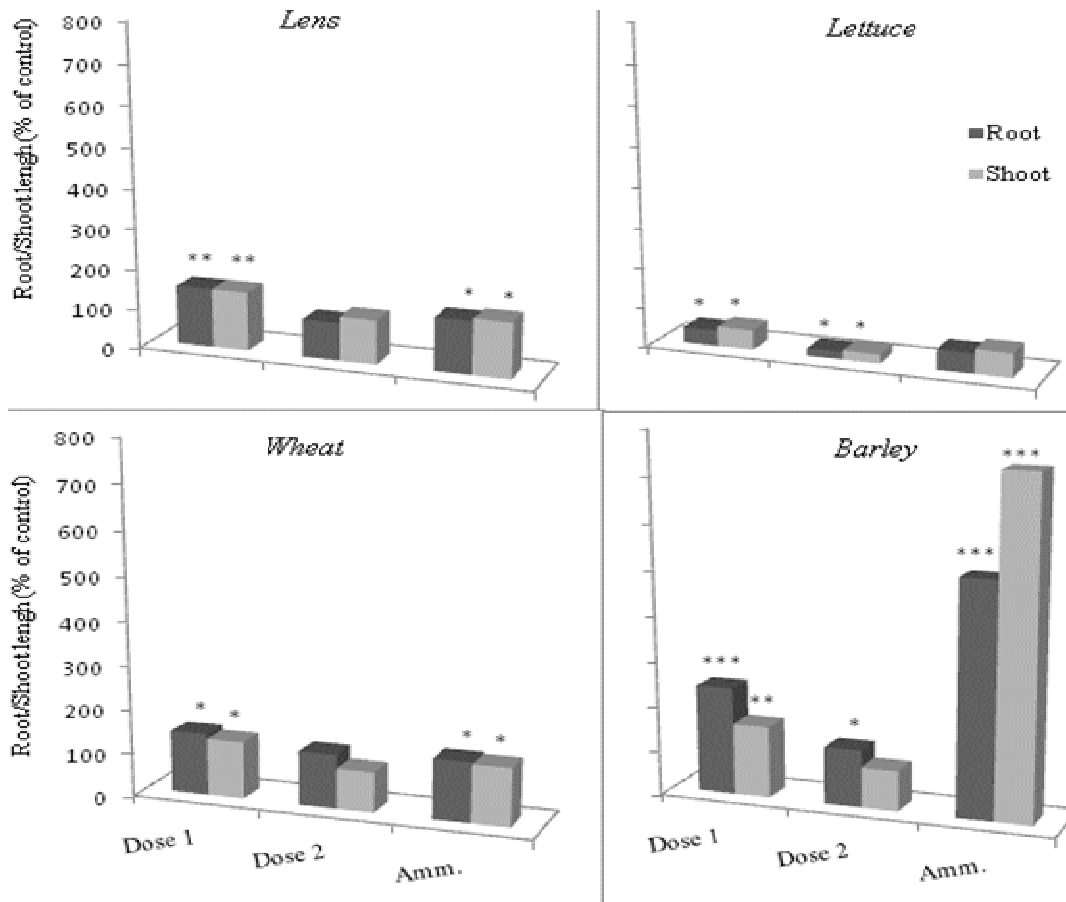 Lens
Root/Shoot lengh (% of control)
800
700
600
500
400
300
200
100
0
** **
* *
Lettuce
Root
Shoot
* *
* *
Wheat
Root/Shoot lengh (% of control)
800
700
600
500
400
300
200
100
0
* *
* *
Dose 1
Dose 2
Amm.
Barley
***
***
*** **
*
Dose 1
Dose 2
Amm.